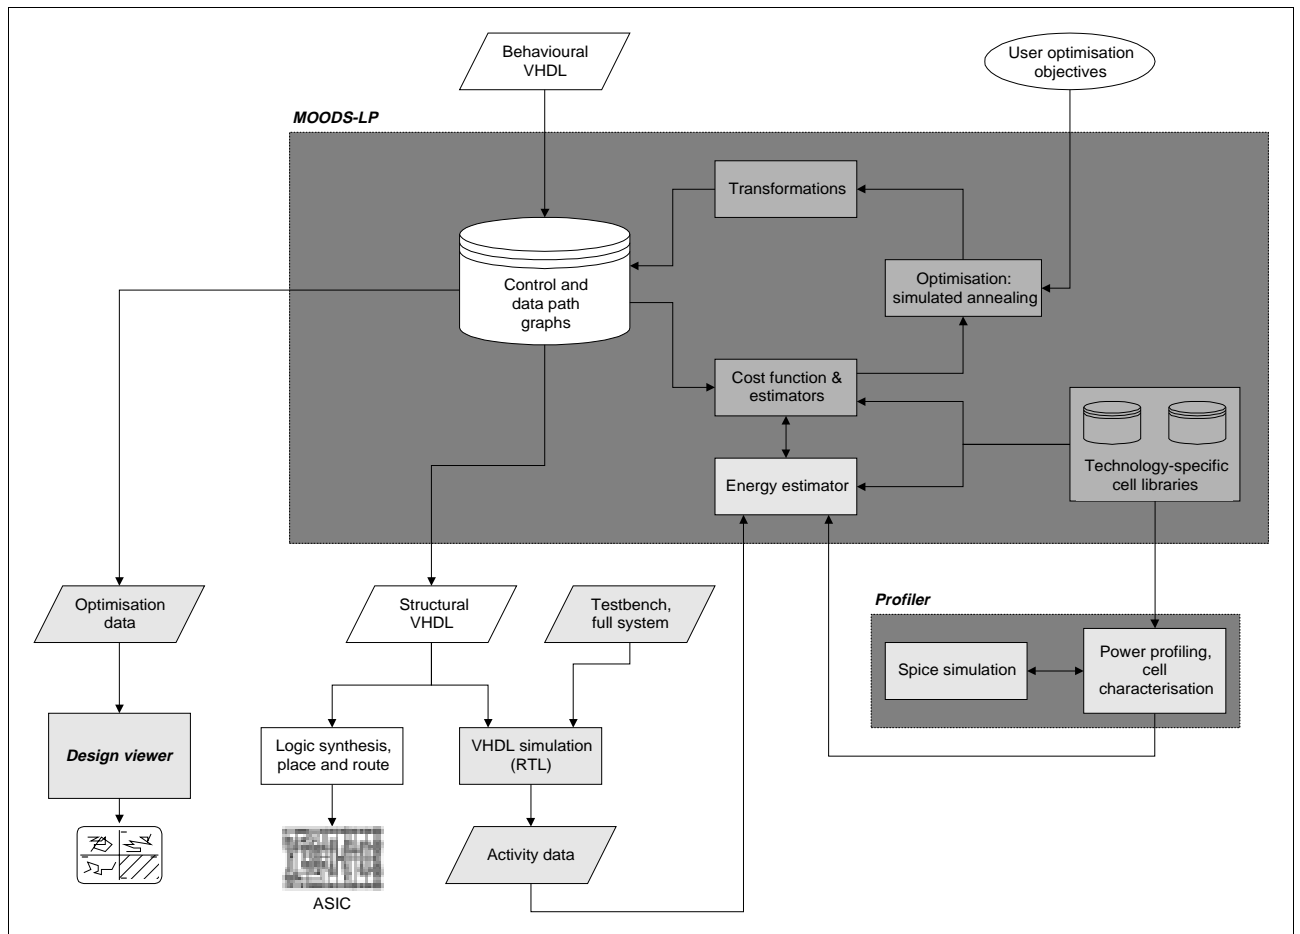 Behavioural
VHDL
User optimisation
objectives
MOODS-LP
Transformations
Control and
data path
graphs
Optimisation:
simulated annealing
Cost function &
estimators
Technology-specific
cell libraries
Energy estimator
Optimisation
data
Structural
VHDL
Testbench,
full system
Profiler
Spice simulation
Power profiling,
cell
characterisation
Design viewer
Logic synthesis,
place and route
VHDL simulation
(RTL)
Activity data
ASIC